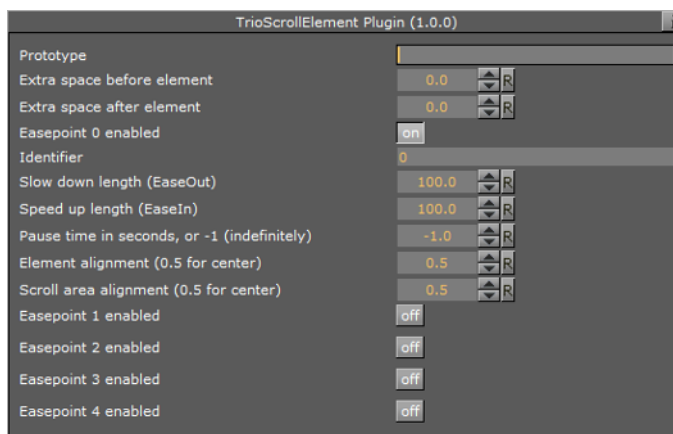 TrioScrollElement Plugin (1.0.0)
Prototype
Extra space before element 0.0 R
Extra space after element 0.0 R
Easepoint 0 enabled on
Identifier 0
Slow down length (EaseOut) 100.0 R
Speed up length (EaseIn) 100.0 R
Pause time in seconds, or -1 (indefinitely) -1.0 R
Element alignment (0.5 for center) 0.5 R
Scroll area alignment (0.5 for center) 0.5 R
Easepoint 1 enabled off
Easepoint 2 enabled off
Easepoint 3 enabled off
Easepoint 4 enabled off